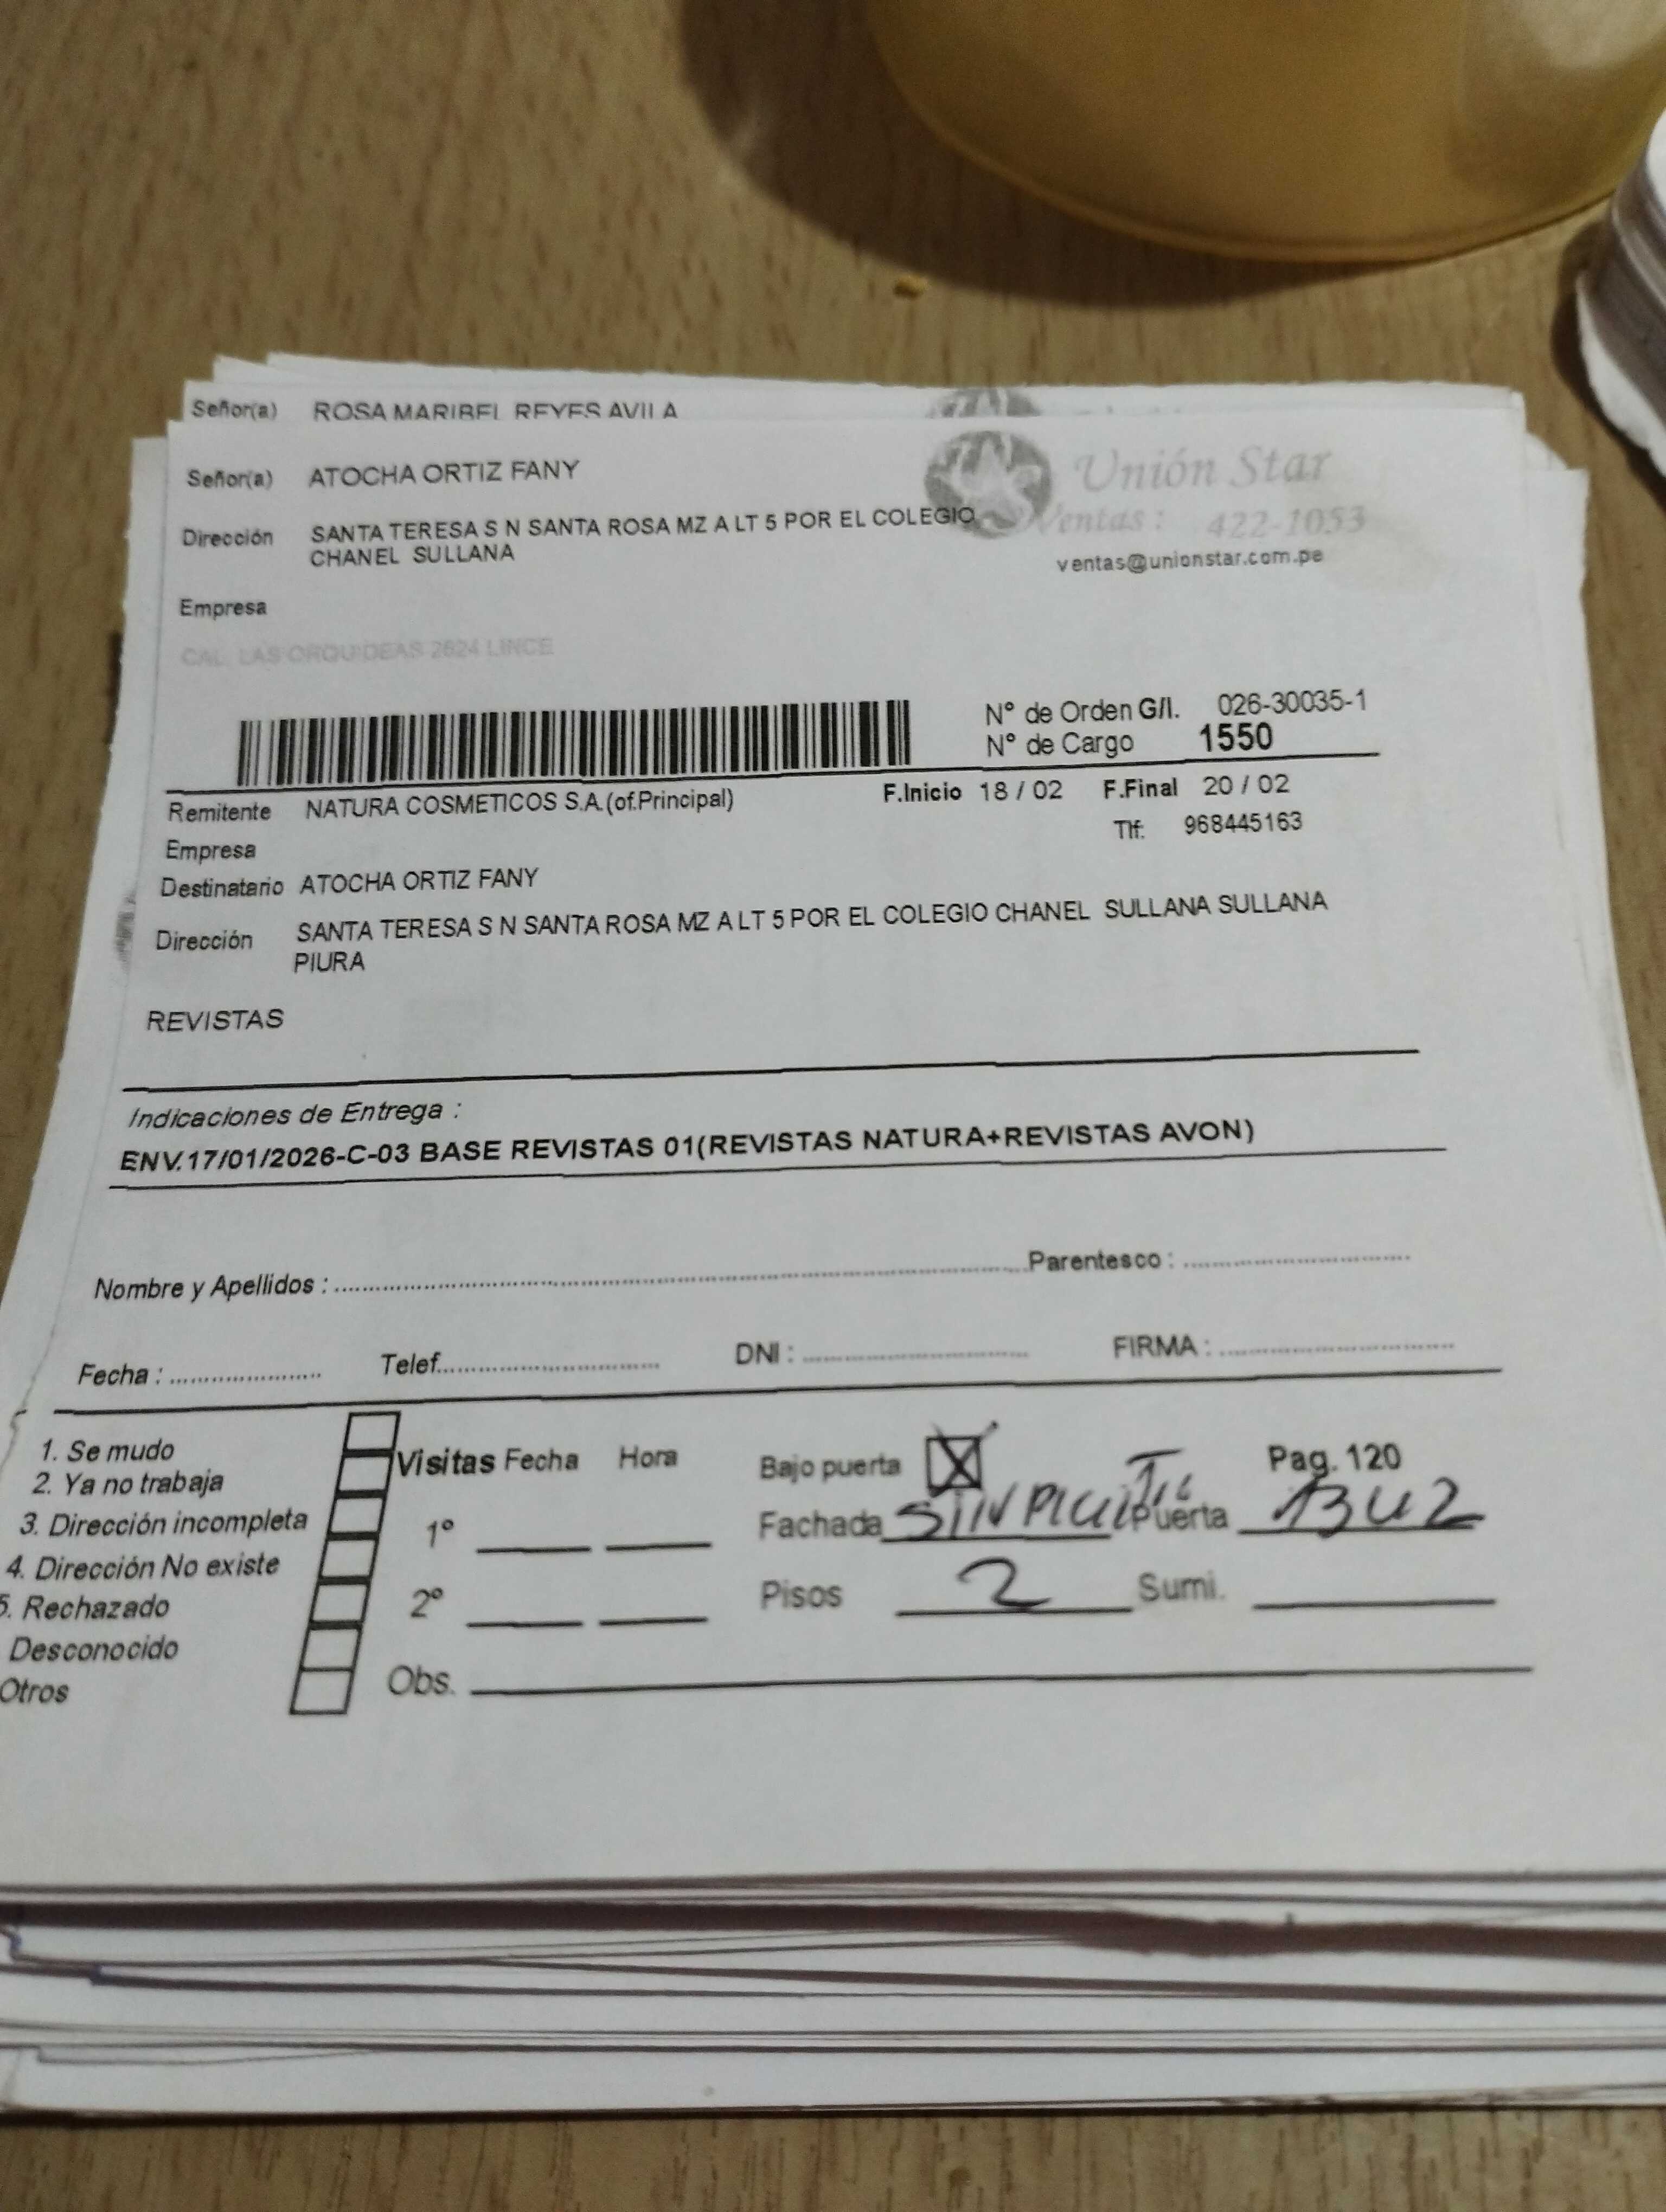 Señor(a) ROSA MARIBEL REYES AVILA
Señor(a) ATOCHA ORTIZ FANY
Unión Star
Dirección SANTA TERESA S N SANTA ROSA MZ A LT 5 POR EL COLEGIO
CHANEL SULLANA
Ventas: 422-1053
ventas@unionstar.com.pe
Empresa
CAL. LAS ORQUIDEAS 2624 LINCE
N° de Orden G/I. 026-30035-1
N° de Cargo 1550
Remitente NATURA COSMETICOS S.A.(of.Principal) F.Inicio 18 / 02 F.Final 20 / 02
Empresa Tlf: 968445163
Destinatario ATOCHA ORTIZ FANY
Dirección SANTA TERESA S N SANTA ROSA MZ A LT 5 POR EL COLEGIO CHANEL SULLANA SULLANA
PIURA
REVISTAS
Indicaciones de Entrega :
ENV.17/01/2026-C-03 BASE REVISTAS 01(REVISTAS NATURA+REVISTAS AVON)
Nombre y Apellidos : Parentesco :
Fecha : Telef. DNI : FIRMA :
1. Se mudo
2. Ya no trabaja
3. Dirección incompleta
4. Dirección No existe
5. Rechazado
Desconocido
Otros
Visitas Fecha Hora
1°
2°
Obs.
Bajo puerta X Pag. 120
Fachada Puerta
Pisos 2 Sumi.